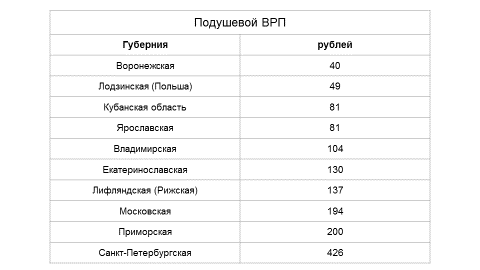 Подушевой ВРП
Губерния рублей
Воронежская 40
Лодзинская (Польша) 49
Кубанская область 81
Ярославская 81
Владимирская 104
Екатеринославская 130
Лифляндская (Рижская) 137
Московская 194
Приморская 200
Санкт-Петербургская 426